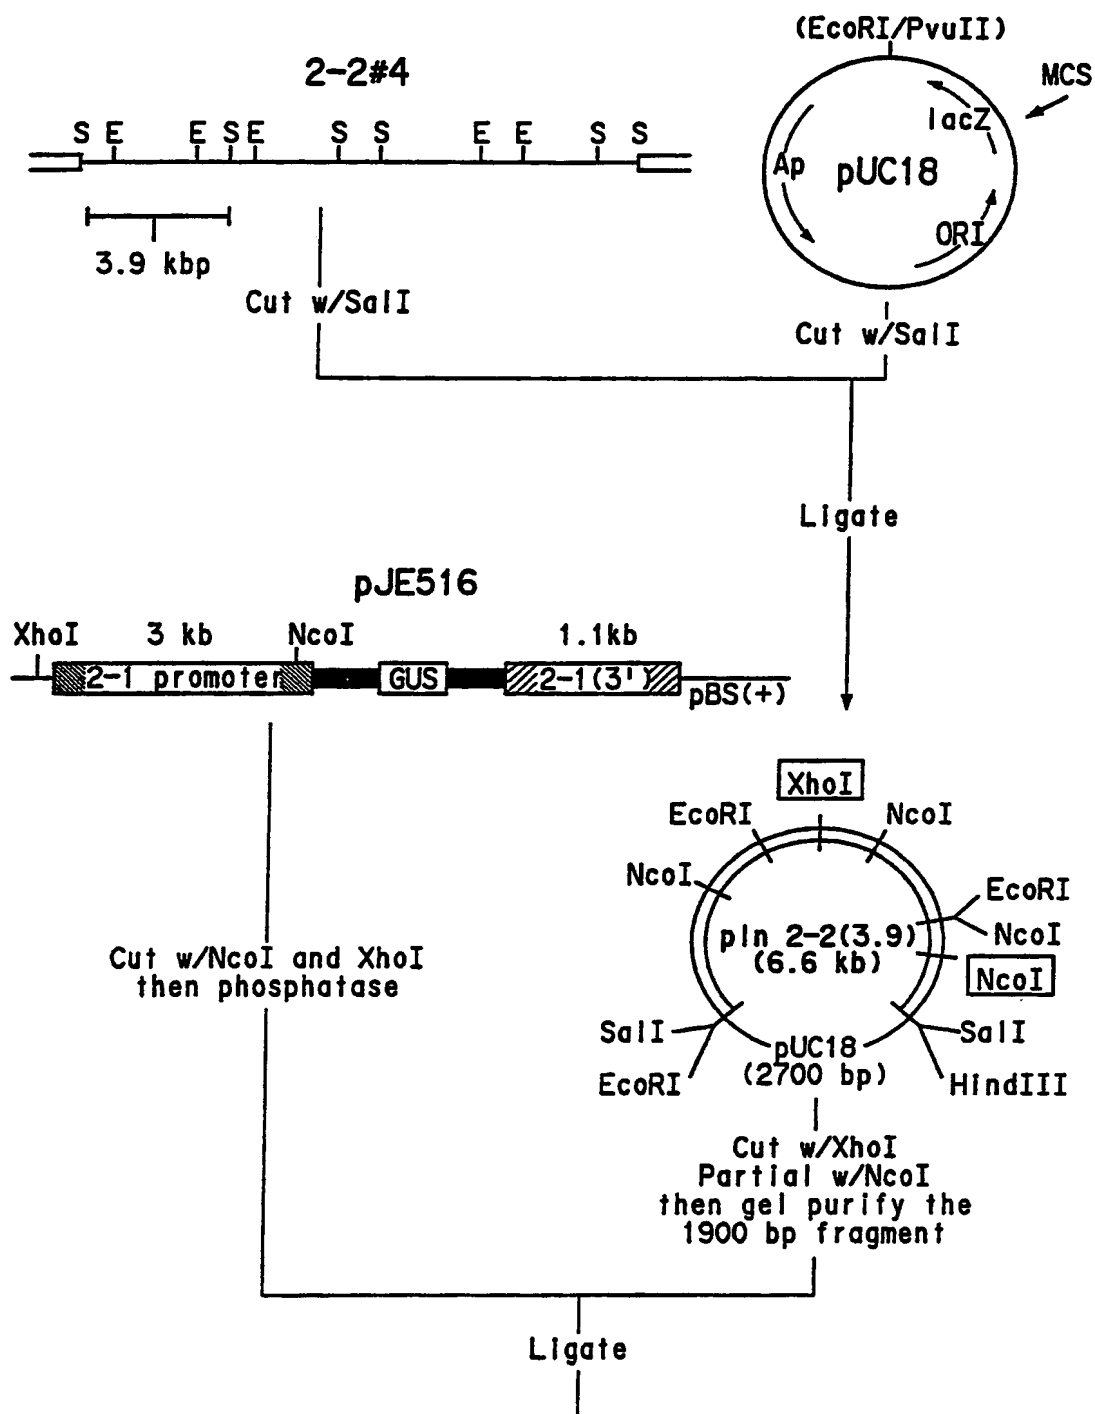 2-2#4
S E E S E S S E E S S
3.9 kbp
Cut w/SalI
(EcoRI/PvuII)
MCS
lacZ
Ap
pUC18
ORI
Cut w/SalI
Ligate
pJE516
XhoI 3 kb NcoI 1.1kb
2-1 promoter GUS 2-1(3')
pBS(+)
Cut w/NcoI and XhoI
then phosphatase
XhoI
EcoRI NcoI
NcoI
EcoRI
NcoI
NcoI
pIn 2-2(3.9)
(6.6 kb)
SalI
EcoRI
SalI
HindIII
pUC18
(2700 bp)
Cut w/XhoI
Partial w/NcoI
then gel purify the
1900 bp fragment
Ligate